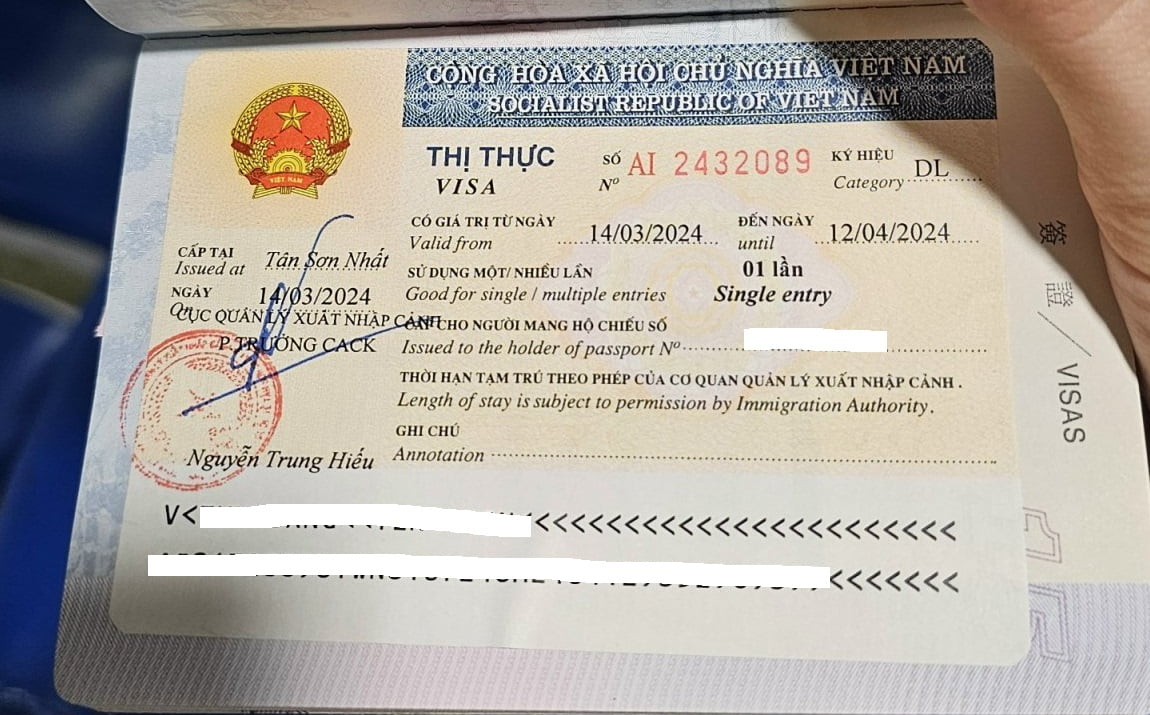 CỘNG HÒA XÃ HỘI CHỦ NGHĨA VIỆT NAM
SOCIALIST REPUBLIC OF VIET NAM
VIỆT NAM
THỊ THỰC
VISA
SỐ
Nº
AI 2432089
KÝ HIỆU
Category
DL
CÓ GIÁ TRỊ TỪ NGÀY
Valid from
14/03/2024
ĐẾN NGÀY
until
12/04/2024
CẤP TẠI
Issued at
Tân Sơn Nhất
SỬ DỤNG MỘT/ NHIỀU LẦN
01 lần
Good for single / multiple entries
Single entry
NGÀY
On
14/03/2024
CỤC QUẢN LÝ XUẤT NHẬP CẢNH
P.TRƯỞNG CACK
CHO NGƯỜI MANG HỘ CHIẾU SỐ
Issued to the holder of passport Nº
THỜI HẠN TẠM TRÚ THEO PHÉP CỦA CƠ QUAN QUẢN LÝ XUẤT NHẬP CẢNH .
Length of stay is subject to permission by Immigration Authority.
GHI CHÚ
Annotation
Nguyễn Trung Hiếu
V<
<<<<<<<<<<<<<<<<<<<<<<<
<<<<<<<
簽證 / VISAS